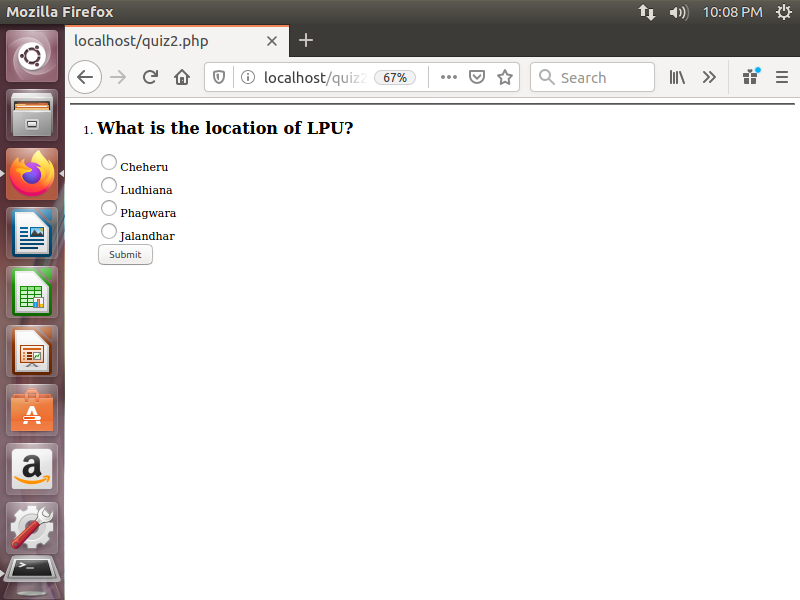 Mozilla Firefox
10:08 PM
localhost/quiz2.php
localhost/quiz2
67%
Search
1. What is the location of LPU?
Cheheru
Ludhiana
Phagwara
Jalandhar
Submit